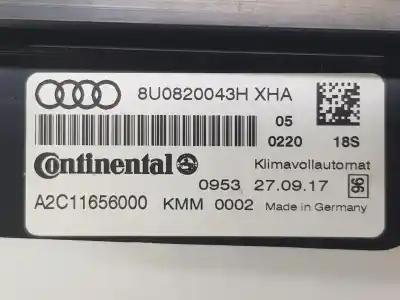 8U0820043H XHA
05
0220 18S
Continental
Klimavollautomat
0953 27.09.17 96
A2C11656000 KMM 0002 Made in Germany